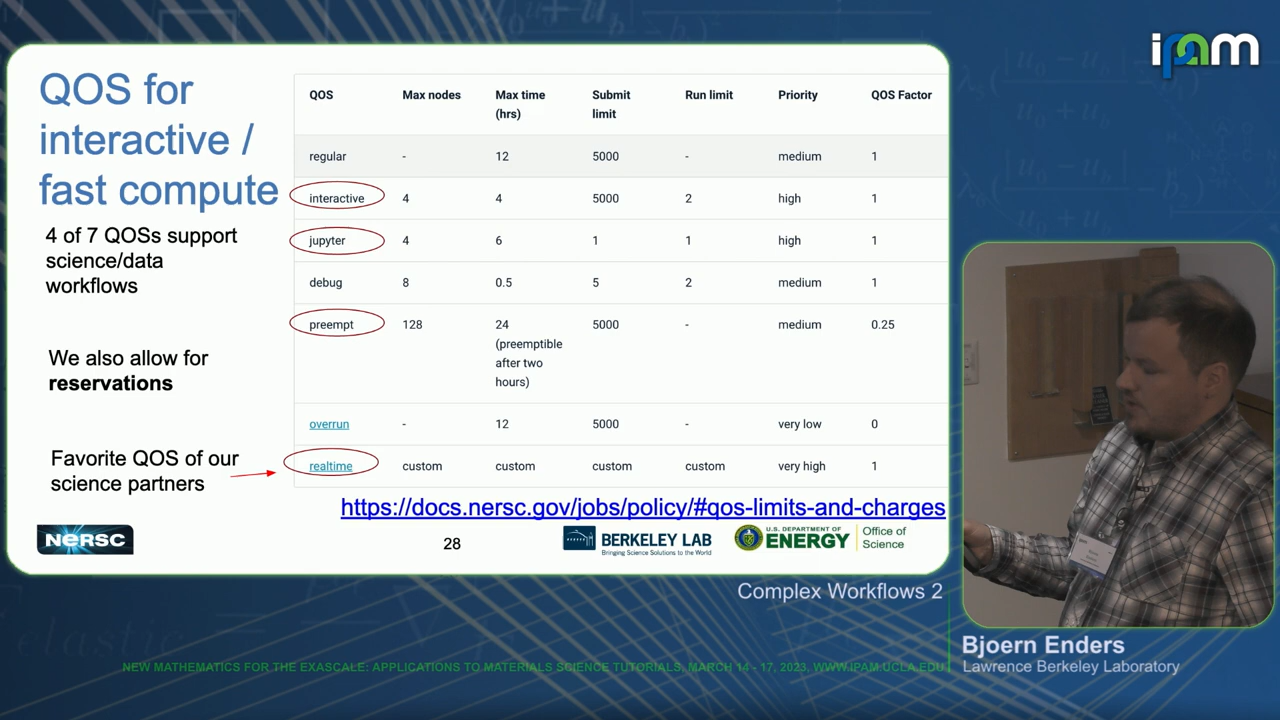 ipam
QOS for
interactive /
fast compute
4 of 7 QOSs support
science/data
workflows
We also allow for
reservations
Favorite QOS of our
science partners
QOS Max nodes Max time (hrs) Submit limit Run limit Priority QOS Factor
regular - 12 5000 - medium 1
interactive 4 4 5000 2 high 1
jupyter 4 6 1 1 high 1
debug 8 0.5 5 2 medium 1
preempt 128 24 (preemptible after two hours) 5000 - medium 0.25
overrun - 12 5000 - very low 0
realtime custom custom custom custom very high 1
https://docs.nersc.gov/jobs/policy/#qos-limits-and-charges
NERSC
28
BERKELEY LAB
Bringing Science Solutions to the World
U.S. DEPARTMENT OF
ENERGY
Office of
Science
Complex Workflows 2
Bjoern Enders
Lawrence Berkeley Laboratory
NEW MATHEMATICS FOR THE EXASCALE: APPLICATIONS TO MATERIALS SCIENCE TUTORIALS, MARCH 14 - 17, 2023, WWW.IPAM.UCLA.EDU